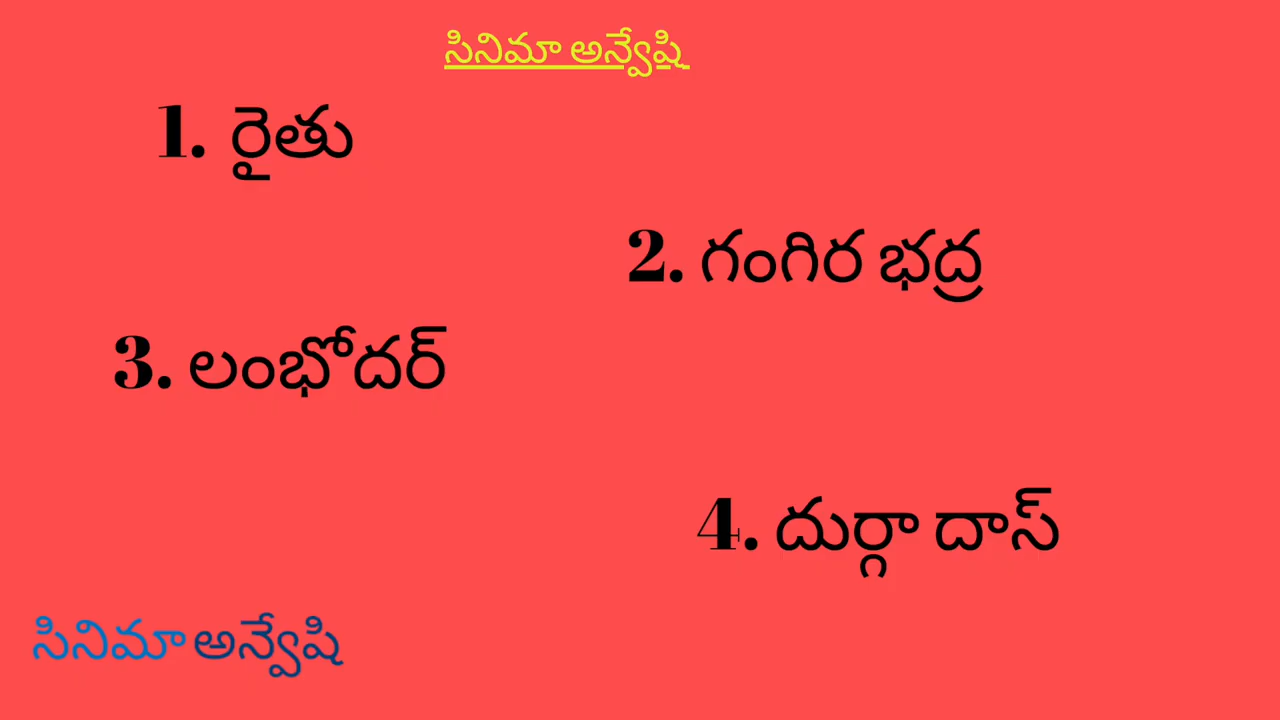 సినిమా అన్వేషి
1. రైతు
2. గంగిర భద్ర
3. లంభోదర్
4. దుర్గా దాస్
సినిమా అన్వేషి